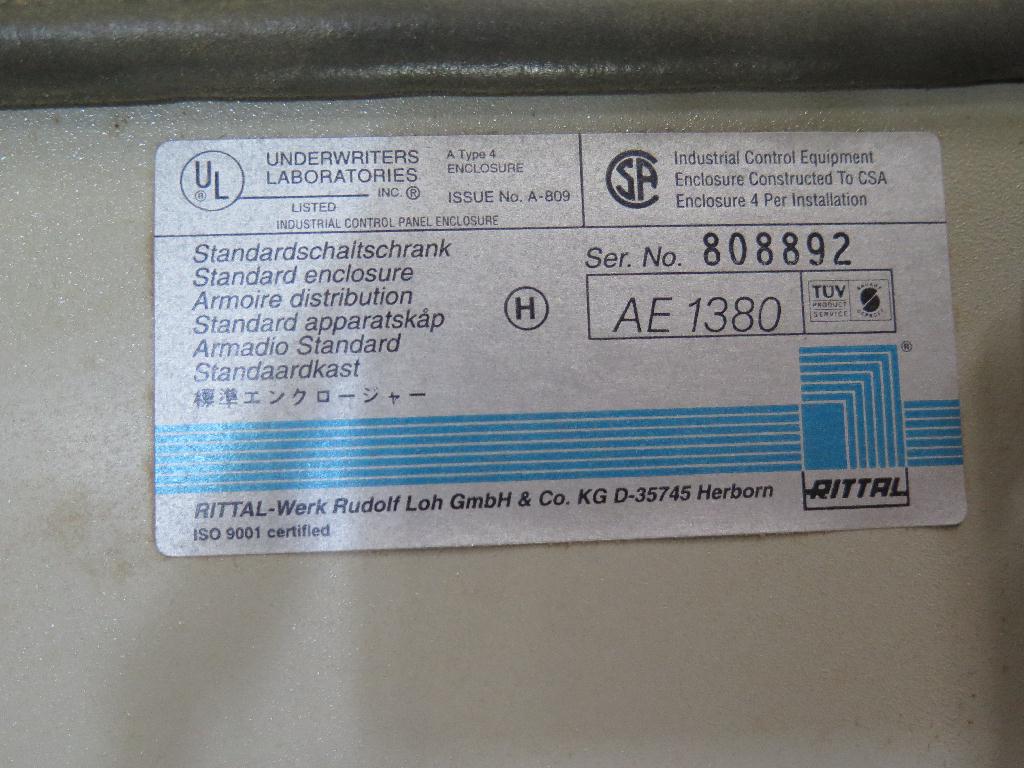 UL®
UNDERWRITERS
LABORATORIES
INC. ®
LISTED
INDUSTRIAL CONTROL PANEL ENCLOSURE
A Type 4
ENCLOSURE
ISSUE No. A-809
SA
Industrial Control Equipment
Enclosure Constructed To CSA
Enclosure 4 Per Installation
Standardschaltschrank
Standard enclosure
Armoire distribution
Standard apparatskåp
Armadio Standard
Standaardkast
標準エンクロージャー
H
Ser. No. 808892
AE 1380
TÜV
PRODUCT
SERVICE
®
RITTAL
RITTAL-Werk Rudolf Loh GmbH & Co. KG D-35745 Herborn
ISO 9001 certified